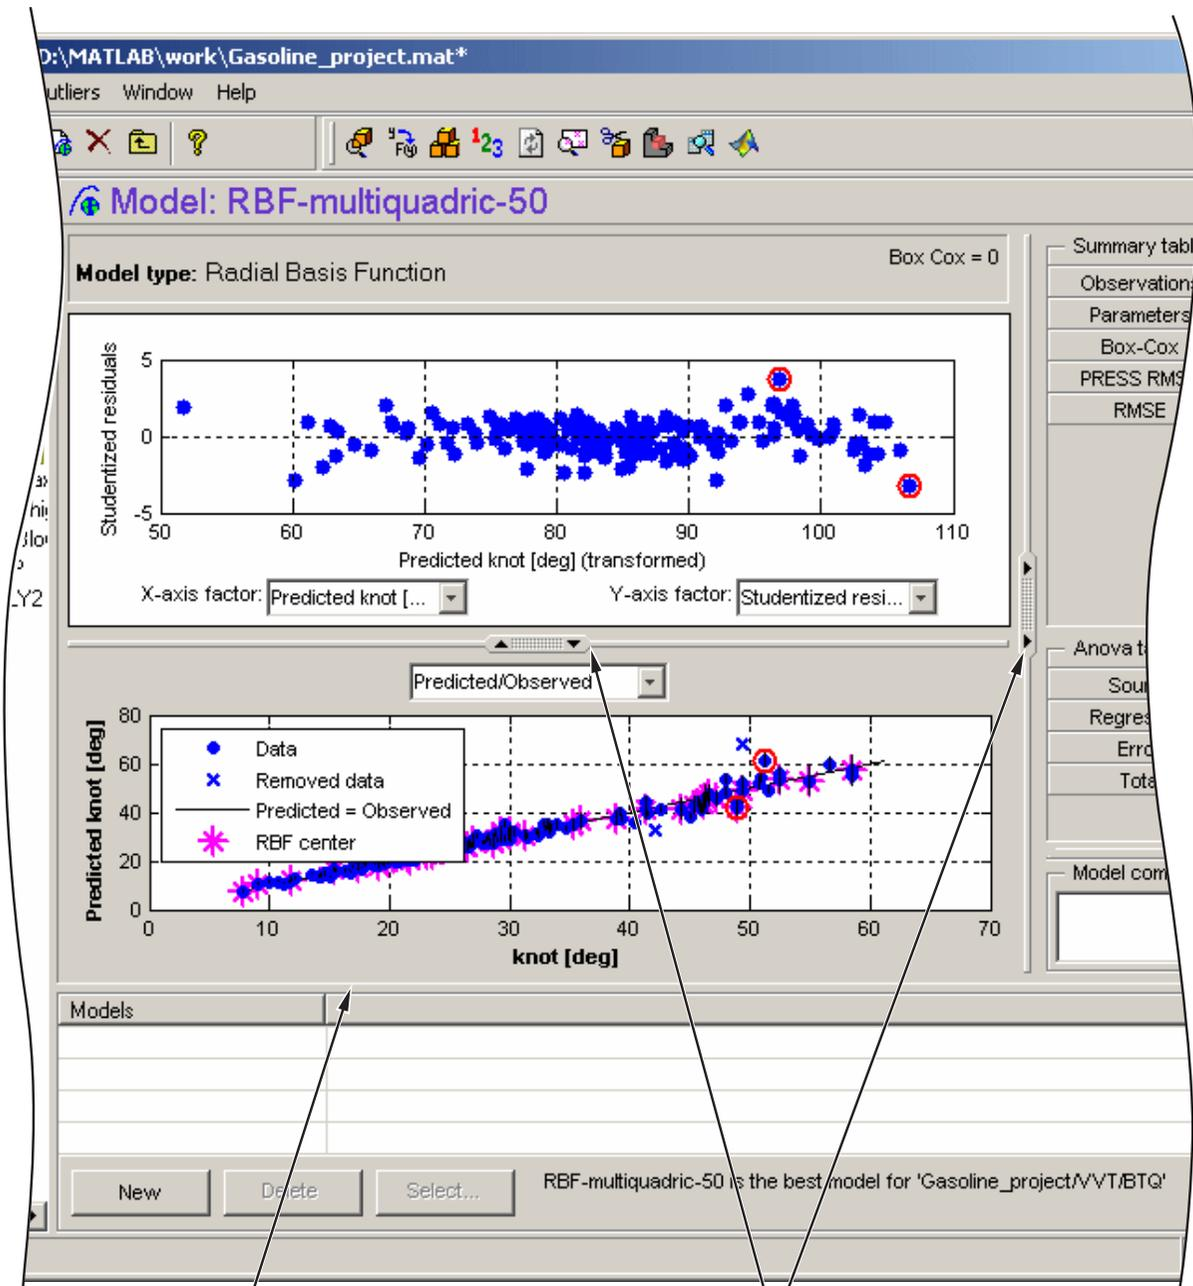 D:\MATLAB\work\Gasoline_project.mat*
utliers Window Help
Model: RBF-multiquadric-50
Model type: Radial Basis Function
Box Cox = 0
Studentized residuals
5
0
-5
50 60 70 80 90 100 110
Predicted knot [deg] (transformed)
X-axis factor: Predicted knot [...
Y-axis factor: Studentized resi...
Summary tabl
Observations
Parameters
Box-Cox
PRESS RMS
RMSE
LY2
Predicted/Observed
Predicted knot [deg]
80
60
40
20
0
Data
Removed data
Predicted = Observed
RBF center
0 10 20 30 40 50 60 70
knot [deg]
Anova t
Sour
Regres
Erro
Tota
Model com
Models
New Delete Select...
RBF-multiquadric-50 is the best model for 'Gasoline_project/VVT/BTQ'